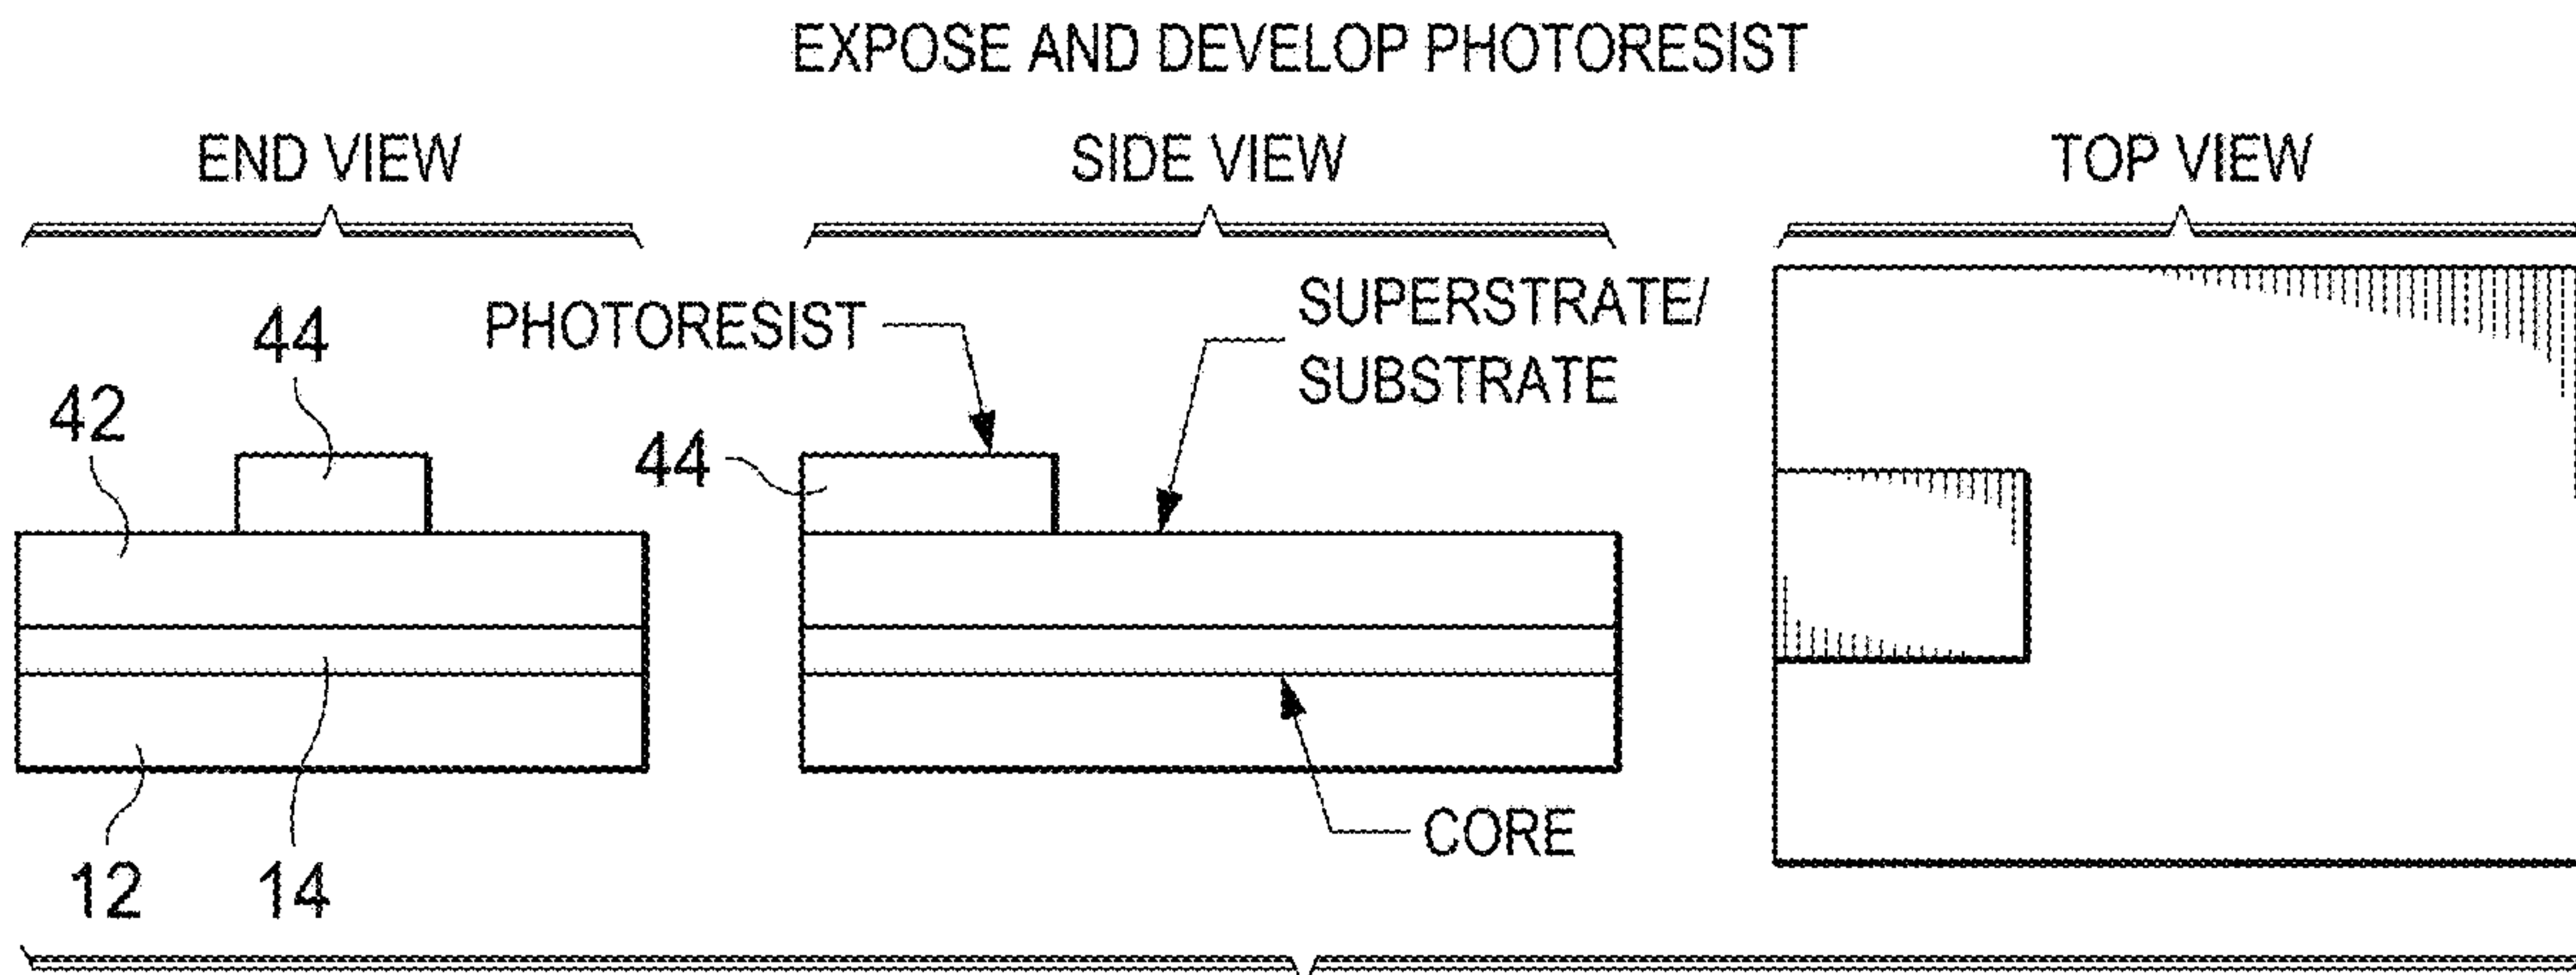 EXPOSE AND DEVELOP PHOTORESIST
END VIEW
SIDE VIEW
TOP VIEW
PHOTORESIST
SUPERSTRATE/
SUBSTRATE
44
42
44
CORE
12
14